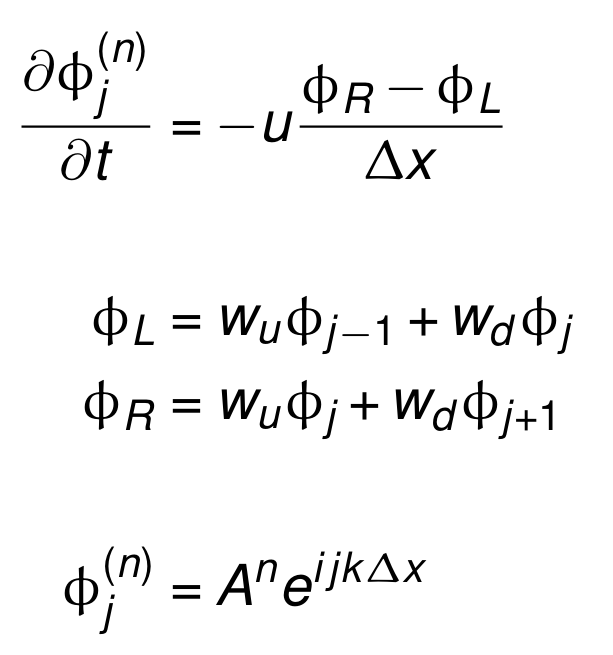 ∂ϕ_j^{(n)}/∂t = −u (ϕ_R − ϕ_L)/Δx
ϕ_L = w_u ϕ_{j−1} + w_d ϕ_j
ϕ_R = w_u ϕ_j + w_d ϕ_{j+1}
ϕ_j^{(n)} = A^n e^{ijkΔx}